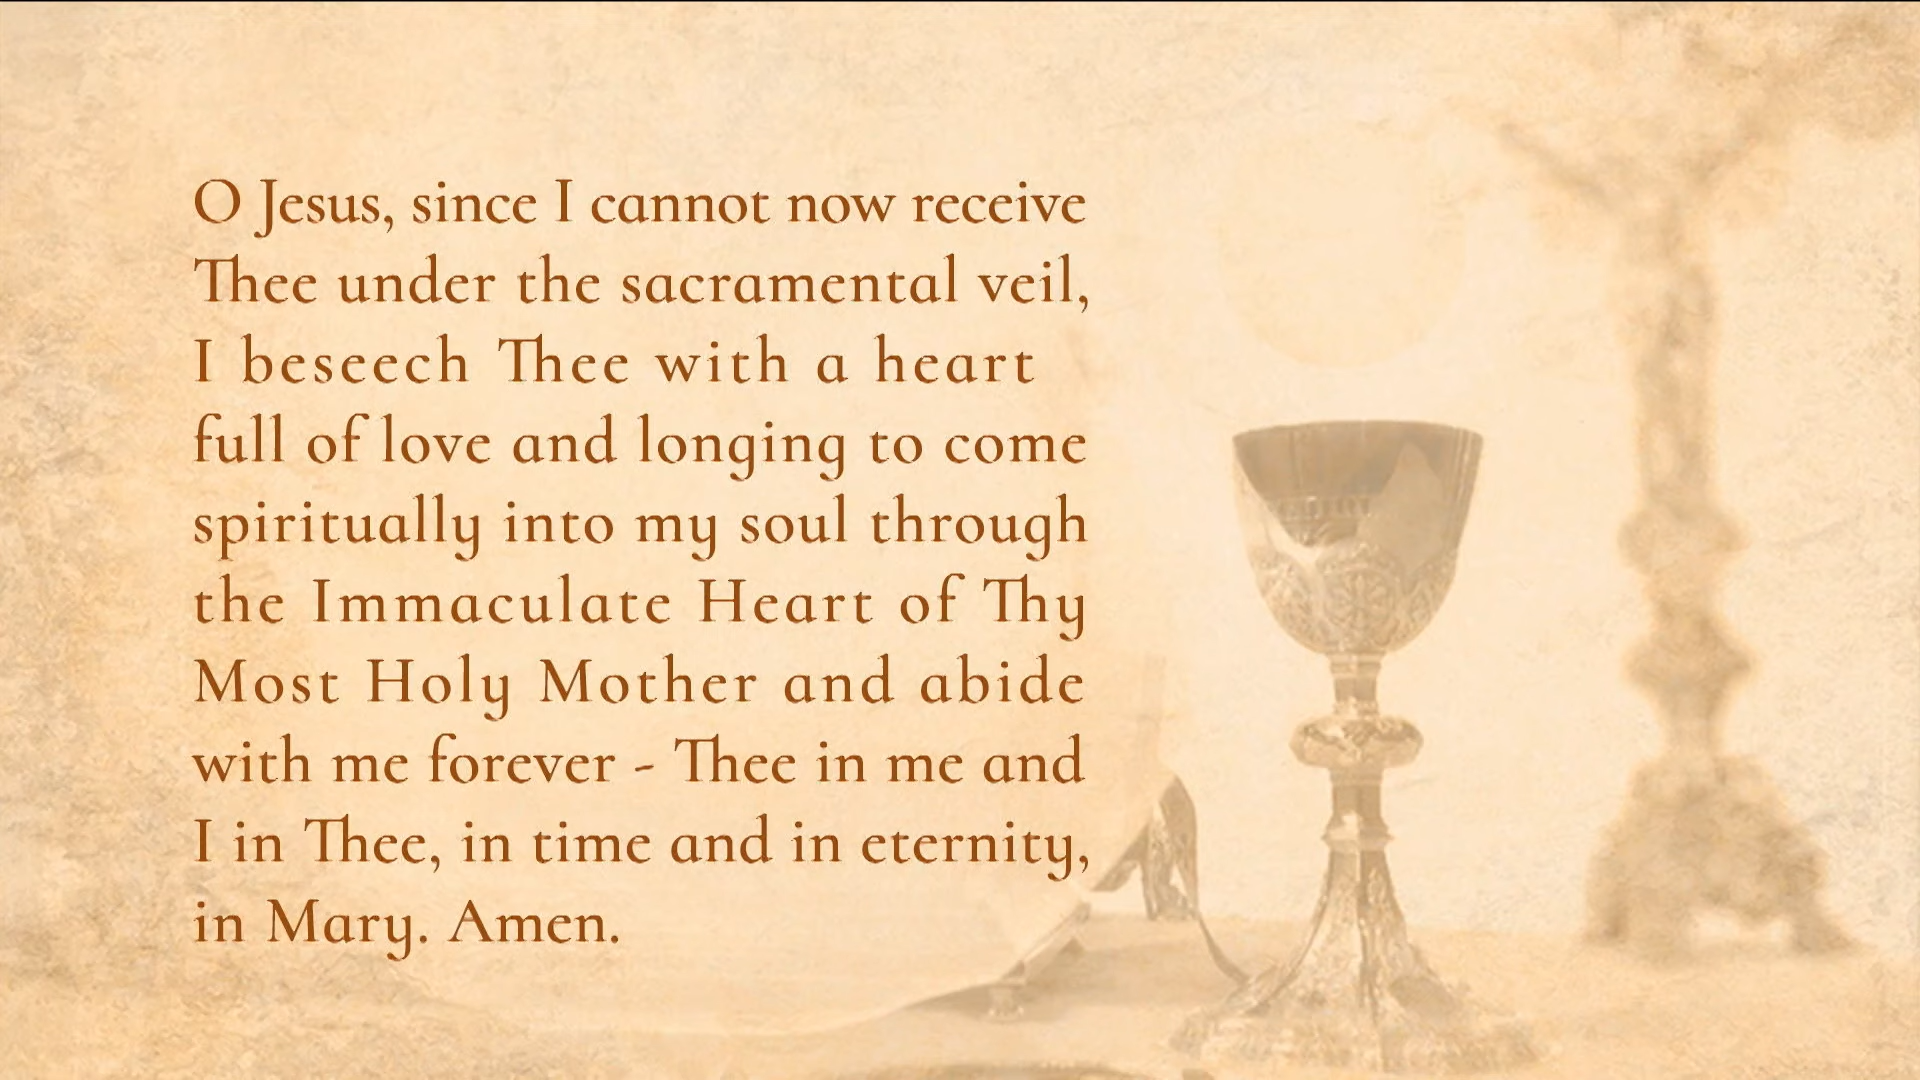 O Jesus, since I cannot now receive
Thee under the sacramental veil,
I beseech Thee with a heart
full of love and longing to come
spiritually into my soul through
the Immaculate Heart of Thy
Most Holy Mother and abide
with me forever - Thee in me and
I in Thee, in time and in eternity,
in Mary. Amen.